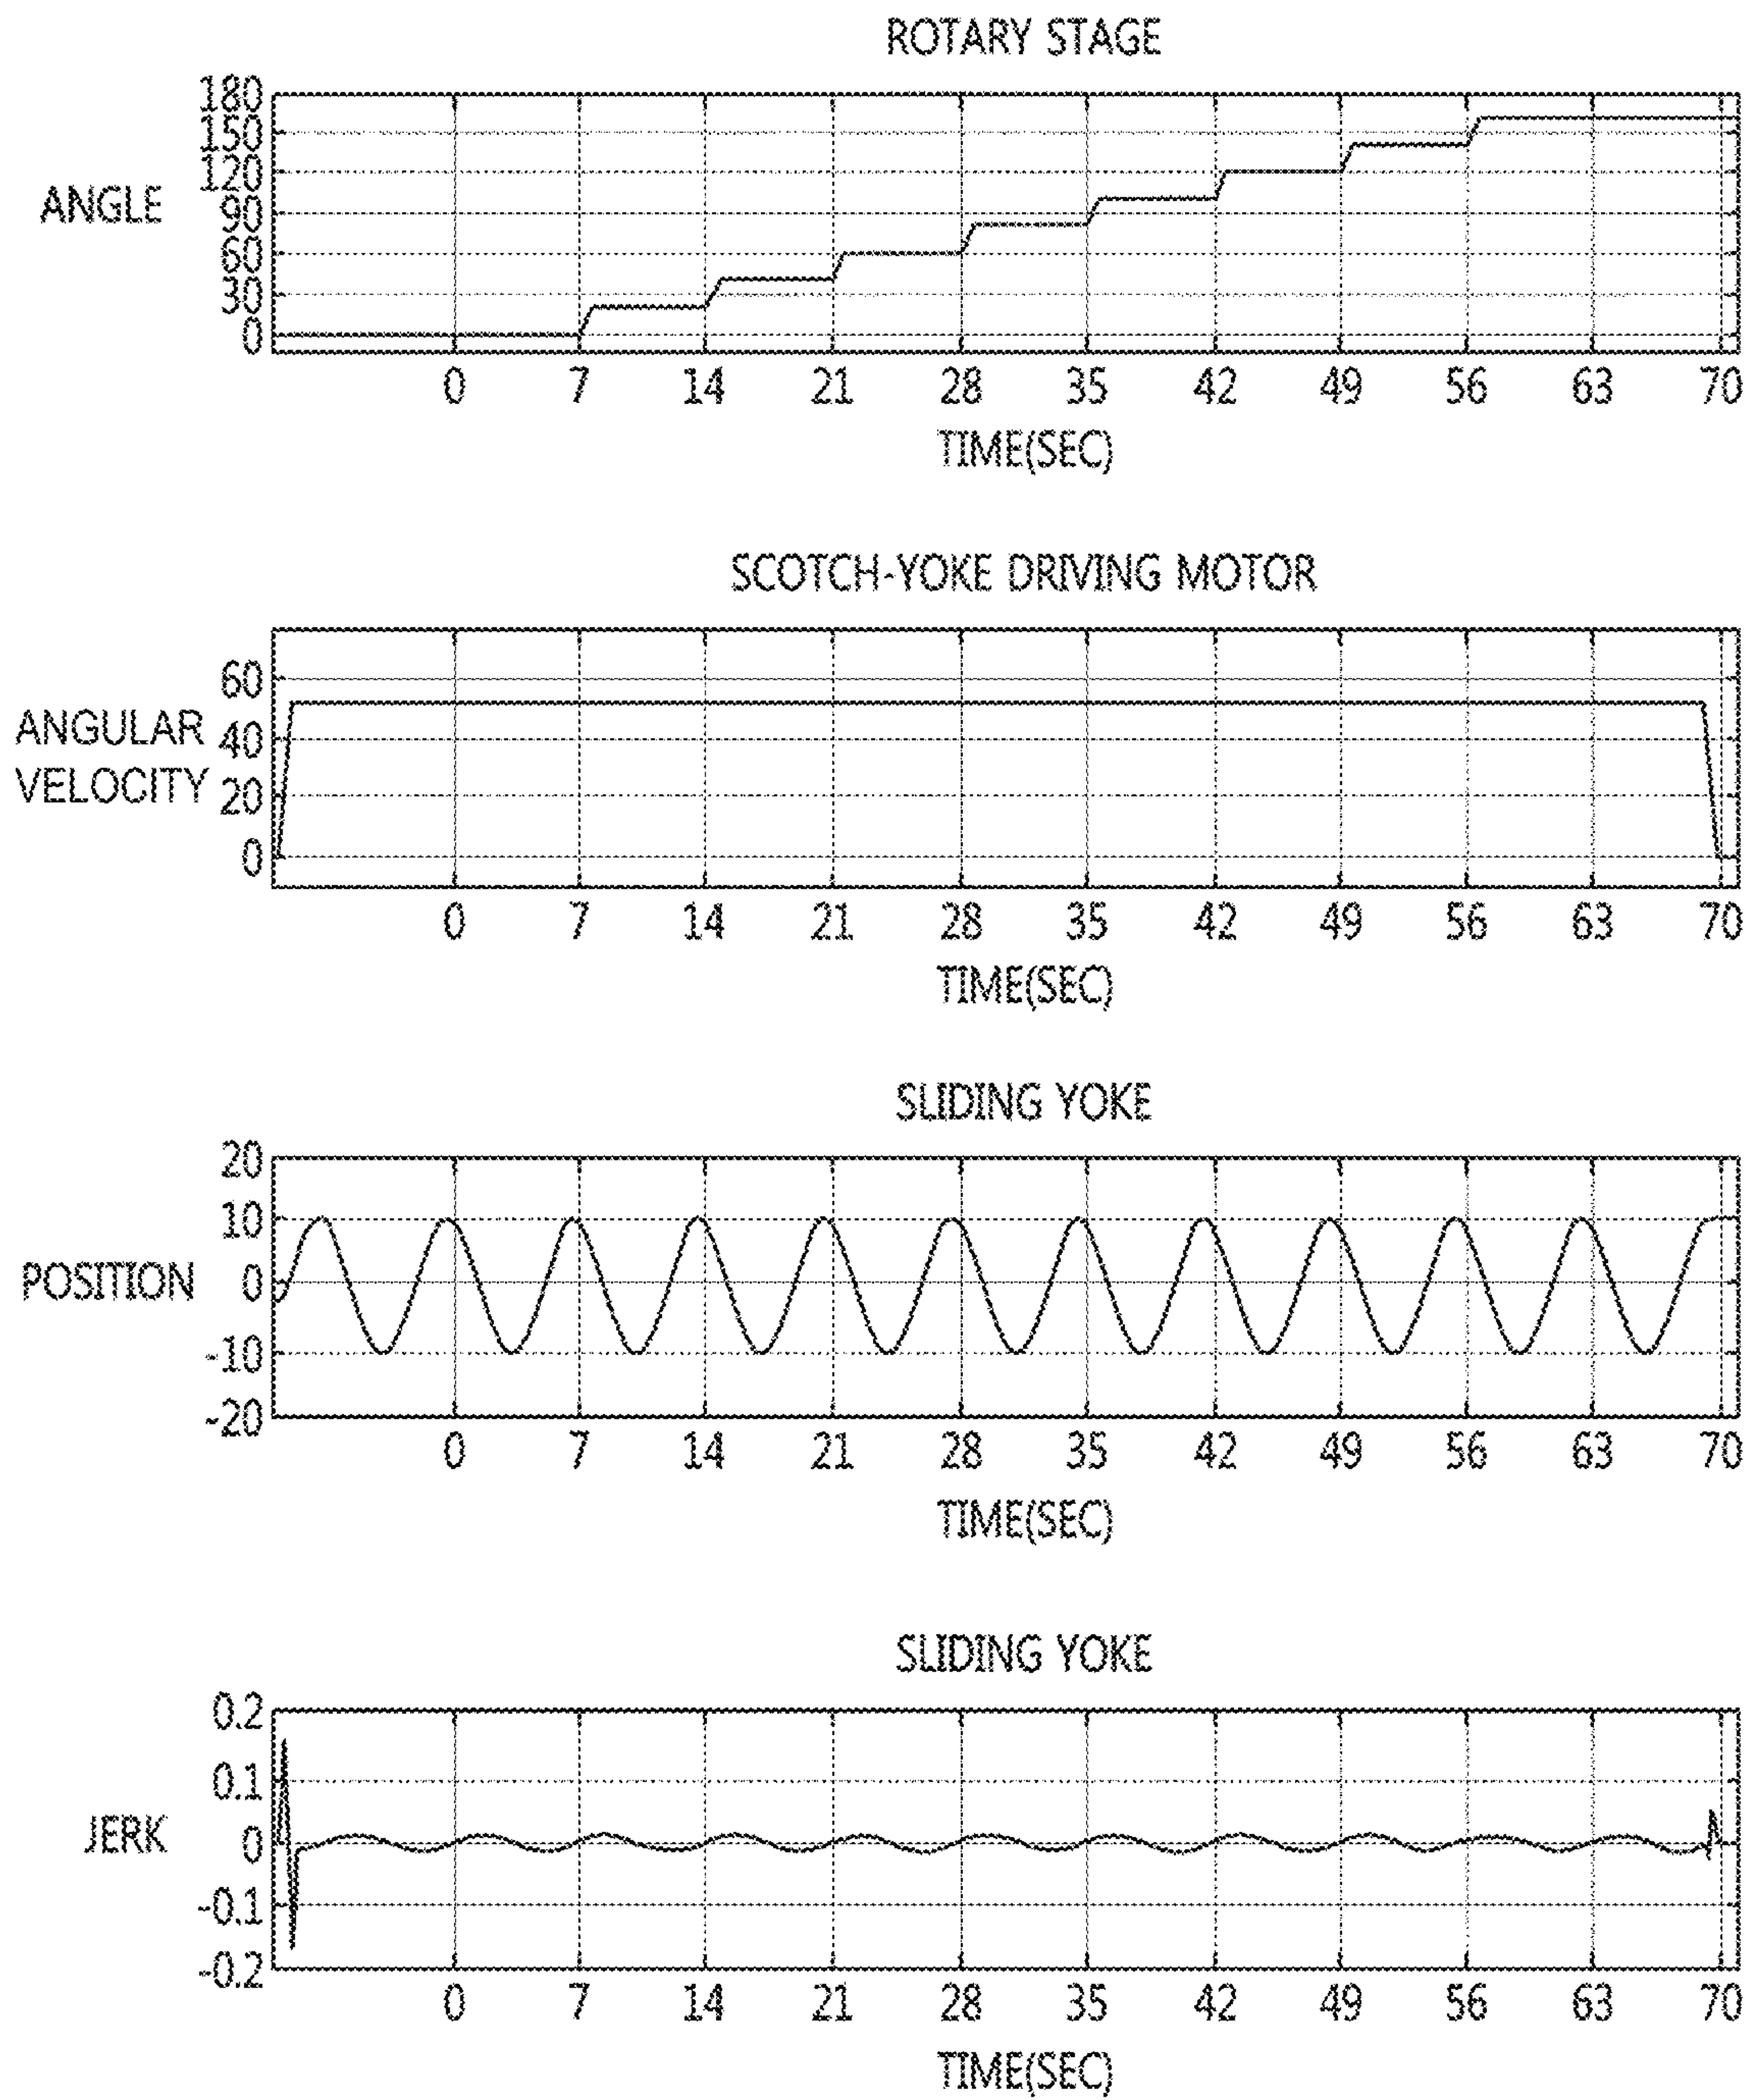 ROTARY STAGE
180
150
120
90
60
30
0
ANGLE
0 7 14 21 28 35 42 49 56 63 70
TIME(SEC)
SCOTCH-YOKE DRIVING MOTOR
60
40
20
0
ANGULAR
VELOCITY
0 7 14 21 28 35 42 49 56 63 70
TIME(SEC)
SLIDING YOKE
20
10
0
-10
-20
POSITION
0 7 14 21 28 35 42 49 56 63 70
TIME(SEC)
SLIDING YOKE
0.2
0.1
0
-0.1
-0.2
JERK
0 7 14 21 28 35 42 49 56 63 70
TIME(SEC)